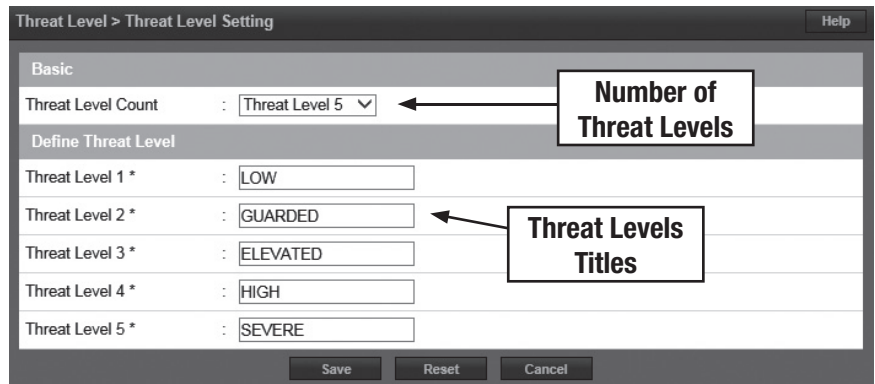 Threat Level > Threat Level Setting
Help
Basic
Threat Level Count : Threat Level 5
Number of
Threat Levels
Define Threat Level
Threat Level 1 * : LOW
Threat Level 2 * : GUARDED
Threat Levels
Titles
Threat Level 3 * : ELEVATED
Threat Level 4 * : HIGH
Threat Level 5 * : SEVERE
Save Reset Cancel